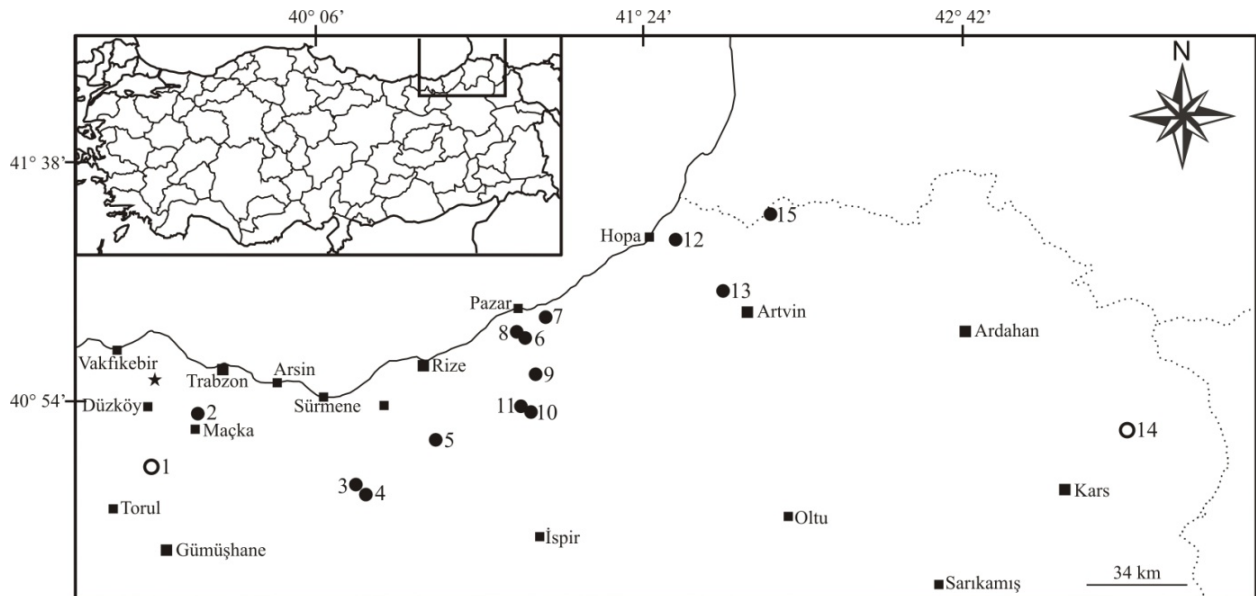 40° 06’
41° 24’
42° 42’
N
41° 38’
15
Hopa
12
13
Pazar
7
Artvin
8
6
Ardahan
Vakfıkebir
Trabzon
Arsin
Rize
9
40° 54’
Düzköy
2
Sürmene
11
10
Maçka
5
14
1
3
4
Kars
Torul
Oltu
Gümüşhane
İspir
34 km
Sarıkamış